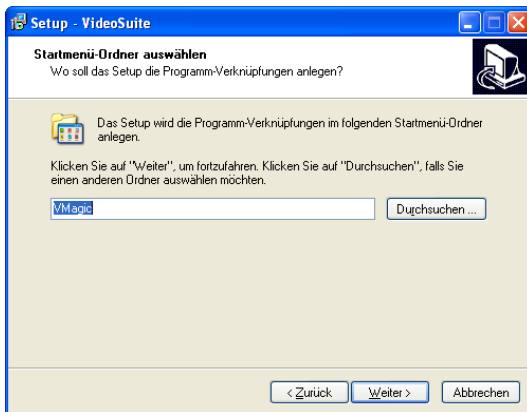 Setup - VideoSuite
Startmenü-Ordner auswählen
Wo soll das Setup die Programm-Verknüpfungen anlegen?
Das Setup wird die Programm-Verknüpfungen im folgenden Startmenü-Ordner
anlegen.
Klicken Sie auf "Weiter", um fortzufahren. Klicken Sie auf "Durchsuchen", falls Sie
einen anderen Ordner auswählen möchten.
VMagic
Durchsuchen ...
< Zurück
Weiter >
Abbrechen